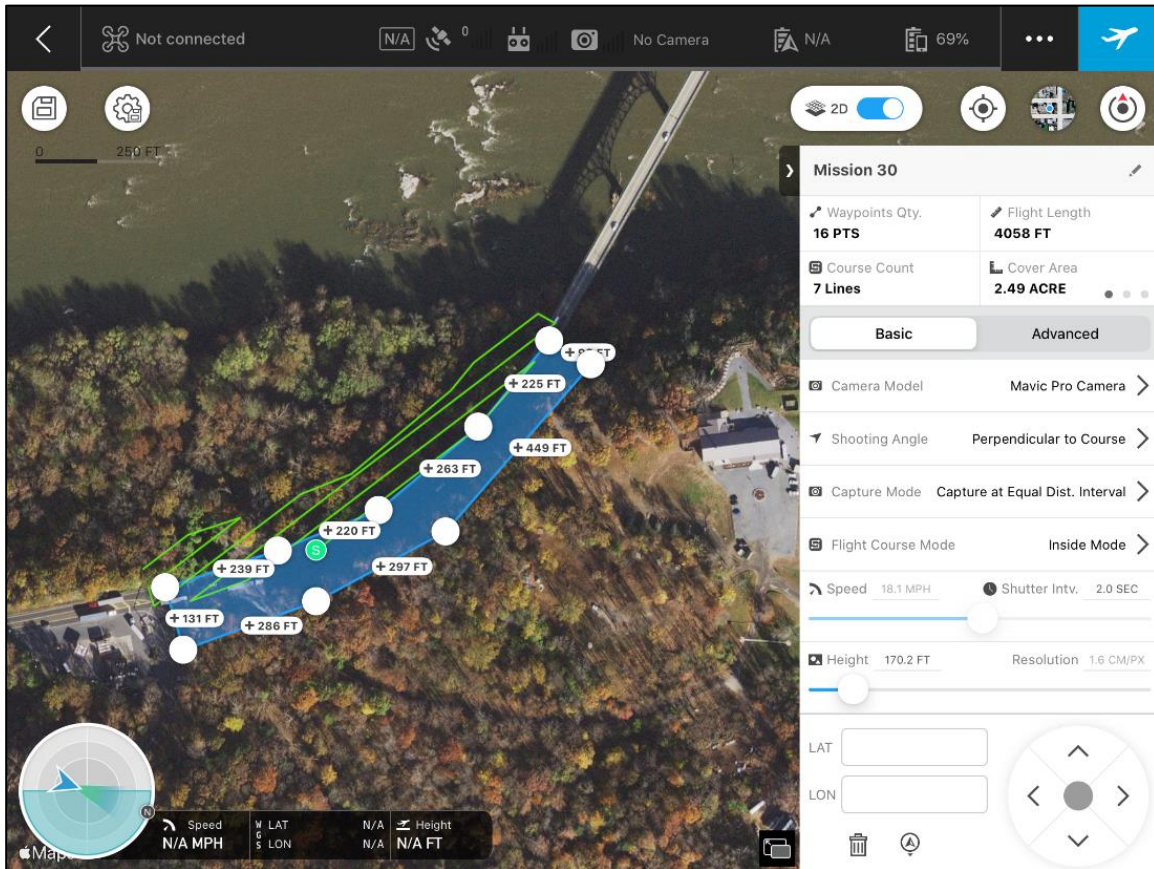 Not connected
N/A
0
No Camera
N/A
69%
2D
0 250 FT
Mission 30
Waypoints Qty.
16 PTS
Flight Length
4058 FT
Course Count
7 Lines
Cover Area
2.49 ACRE
Basic
Advanced
Camera Model
Mavic Pro Camera
Shooting Angle
Perpendicular to Course
Capture Mode
Capture at Equal Dist. Interval
Flight Course Mode
Inside Mode
Speed 18.1 MPH
Shutter Intv. 2.0 SEC
Height 170.2 FT
Resolution 1.6 CM/PX
LAT
LON
+ 225 FT
+ 449 FT
+ 263 FT
+ 220 FT
S
+ 297 FT
+ 239 FT
+ 131 FT
+ 286 FT
N
Speed
N/A MPH
WGS
LAT N/A
LON N/A
Height
N/A FT